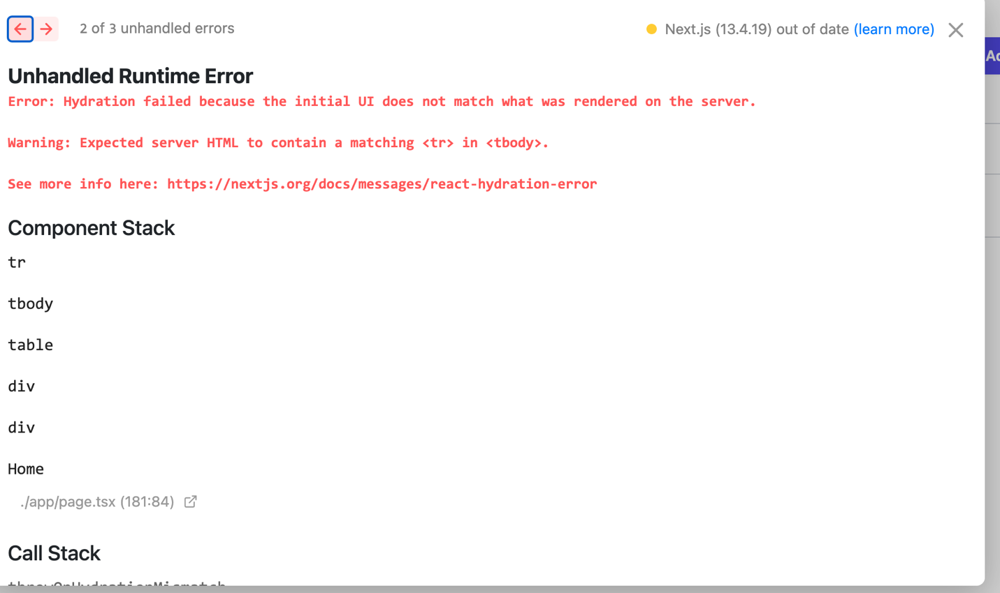 2 of 3 unhandled errors
Next.js (13.4.19) out of date (learn more)
Ac
Unhandled Runtime Error
Error: Hydration failed because the initial UI does not match what was rendered on the server.
Warning: Expected server HTML to contain a matching <tr> in <tbody>.
See more info here: https://nextjs.org/docs/messages/react-hydration-error
Component Stack
tr
tbody
table
div
div
Home
./app/page.tsx (181:84)
Call Stack
throwOnHydrationMismatch